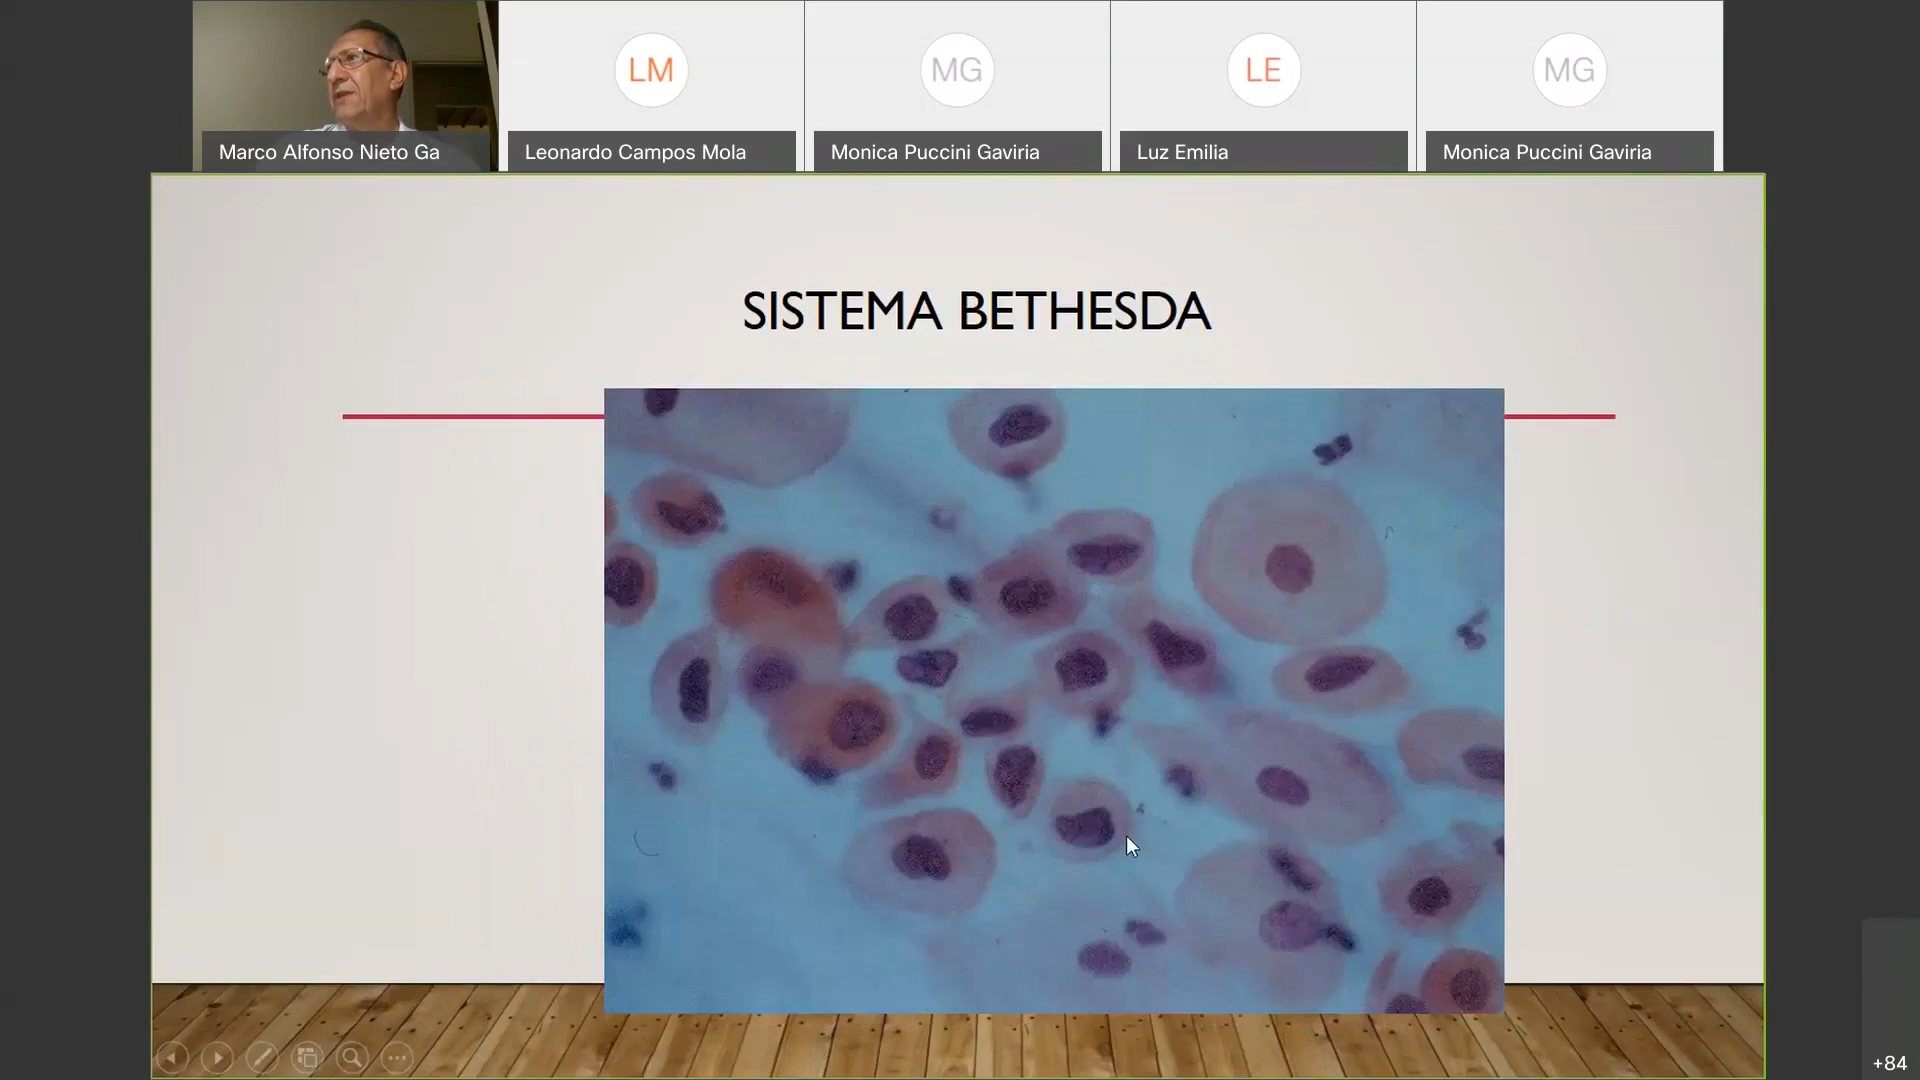 LM
MG
LE
MG
Marco Alfonso Nieto Ga
Leonardo Campos Mola
Monica Puccini Gaviria
Luz Emilia
Monica Puccini Gaviria
SISTEMA BETHESDA
+84